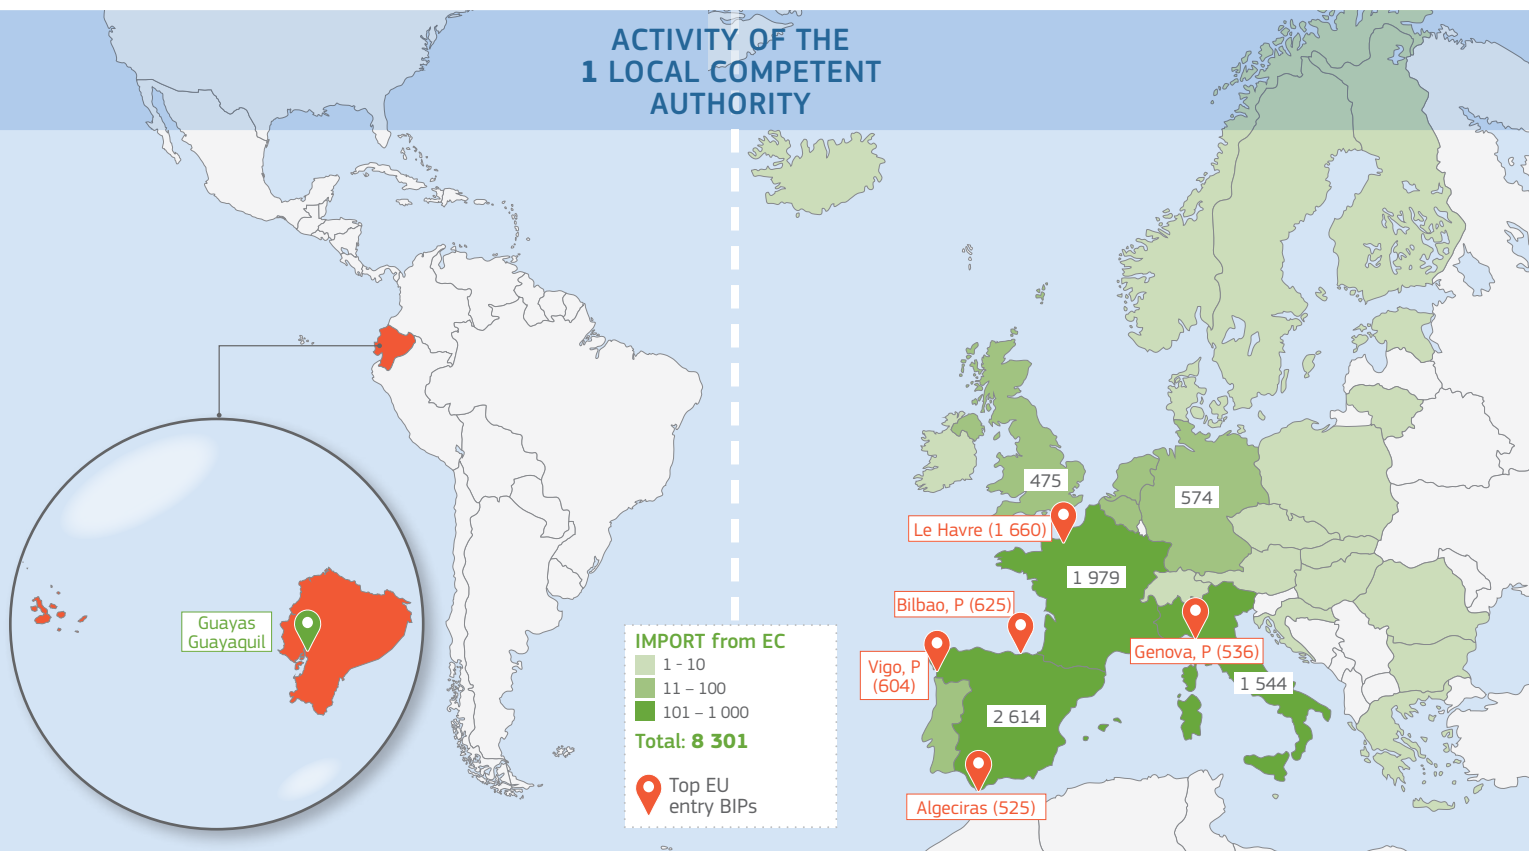 ACTIVITY OF THE
1 LOCAL COMPETENT
AUTHORITY
475
574
Le Havre (1 660)
1 979
Bilbao, P (625)
Genova, P (536)
Vigo, P
(604)
1 544
2 614
Algeciras (525)
Guayas
Guayaquil
IMPORT from EC
1 - 10
11 – 100
101 – 1 000
Total: 8 301
Top EU
entry BIPs